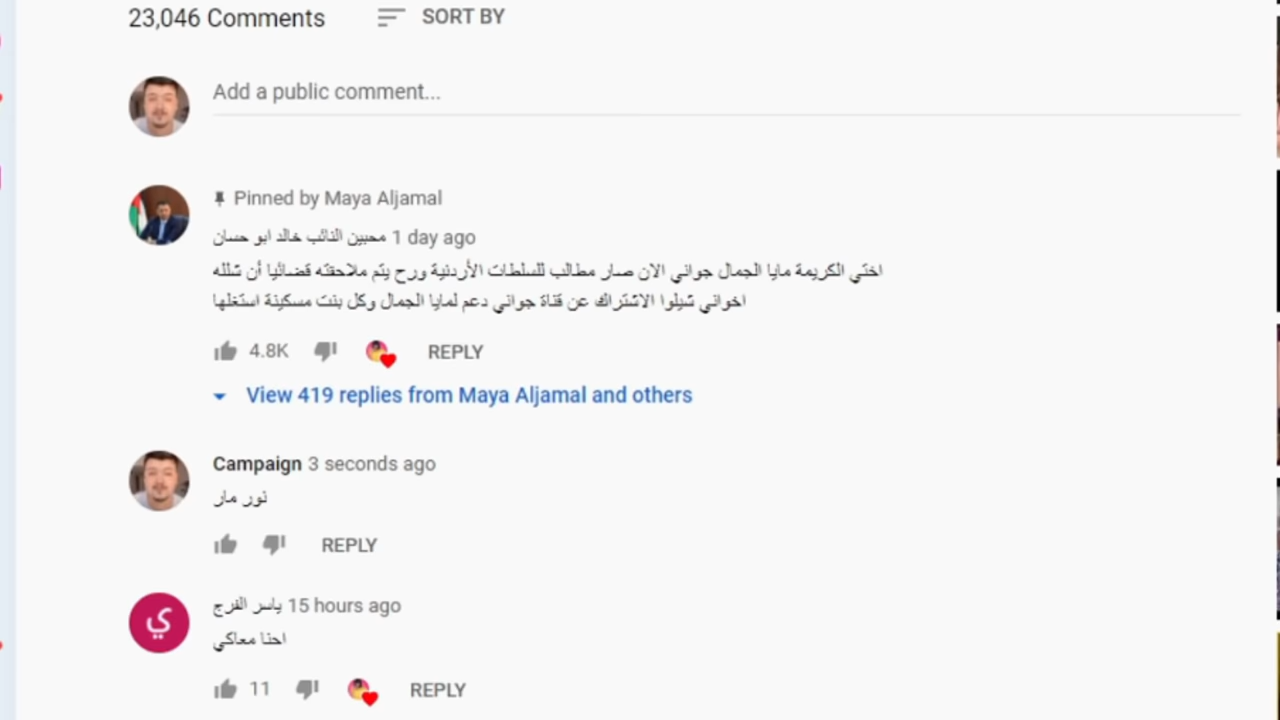 23,046 Comments
SORT BY
Add a public comment...
Pinned by Maya Aljamal
محبين النائب خالد ابو حسان 1 day ago
اختي الكريمة مايا الجمال جواني الان صار مطالب للسلطات الأردنية ورح يتم ملاحقته قضائيا أن شلله
اخواني شيلوا الاشتراك عن قناة جواني دعم لمايا الجمال وكل بنت مسكينة استغلها
4.8K
REPLY
View 419 replies from Maya Aljamal and others
Campaign 3 seconds ago
نور مار
REPLY
ي
ياسر الفرج 15 hours ago
احنا معاكي
11
REPLY